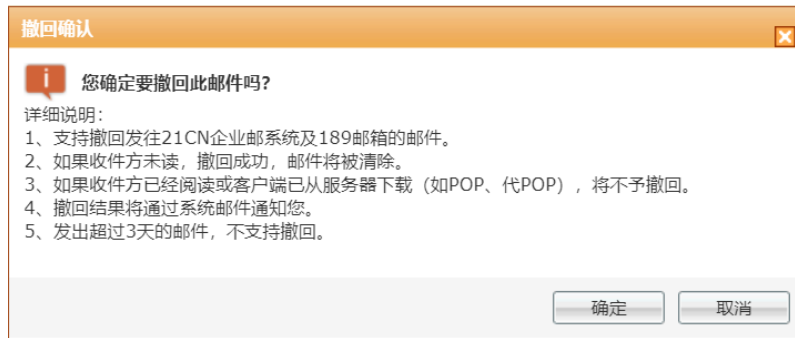 撤回确认
您确定要撤回此邮件吗?
详细说明:
1、支持撤回发往21CN企业邮系统及189邮箱的邮件。
2、如果收件方未读，撤回成功，邮件将被清除。
3、如果收件方已经阅读或客户端已从服务器下载（如POP、代POP），将不予撤回。
4、撤回结果将通过系统邮件通知您。
5、发出超过3天的邮件，不支持撤回。
确定
取消